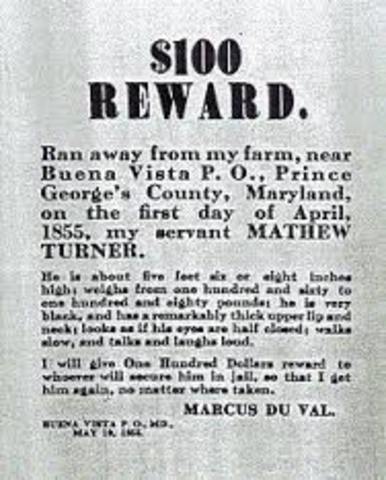 $100
REWARD.
Ran away from my farm, near
Buena Vista P. O., Prince
George's County, Maryland,
on the first day of April,
1855, my servant MATHEW
TURNER.
He is about five feet six or eight inches
high; weighs from one hundred and sixty to
one hundred and eighty pounds; he is very
black, and has a remarkably thick upper lip and
neck; looks as if his eyes are half closed; walks
slow, and talks and laughs loud.
I will give One Hundred Dollars reward to
whoever will secure him in jail, so that I get
him again, no matter where taken.
MARCUS DU VAL.
BUENA VISTA P. O., MD.,
MAY 10, 1855.